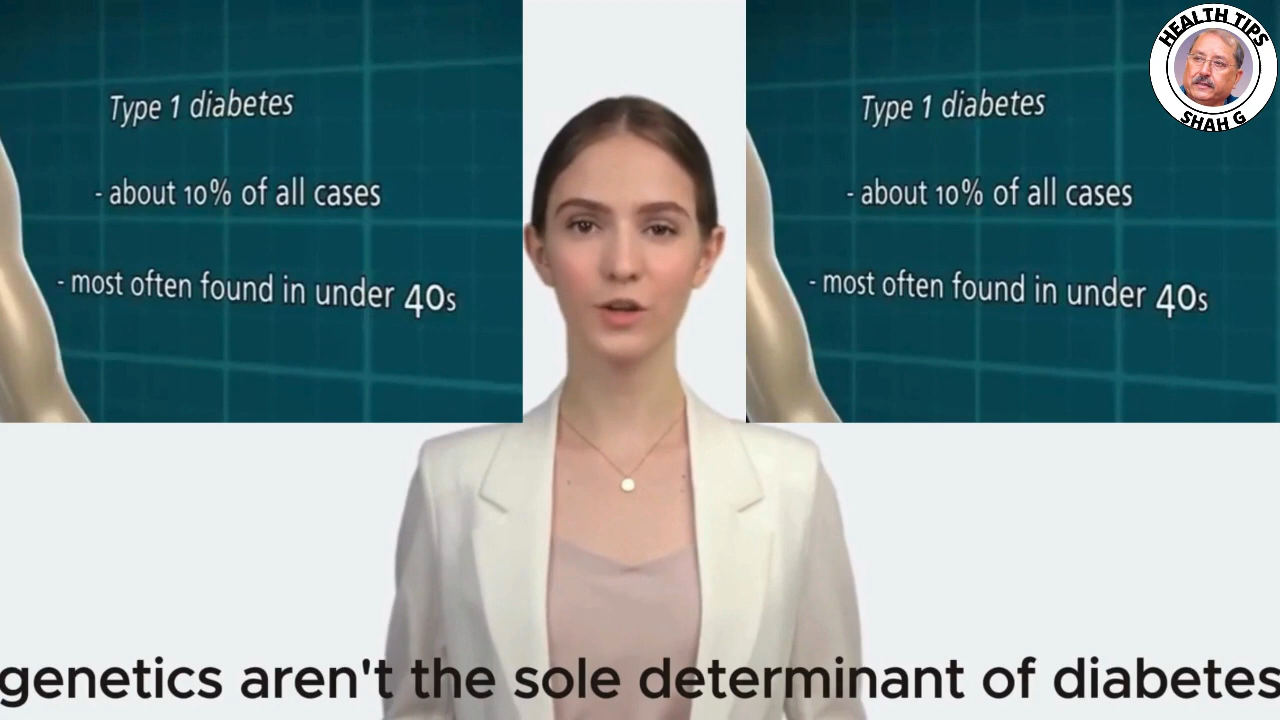 Type 1 diabetes
- about 10% of all cases
- most often found in under 40s
Type 1 diabetes
- about 10% of all cases
- most often found in under 40s
HEALTH TIPS
SHAH G
genetics aren't the sole determinant of diabetes